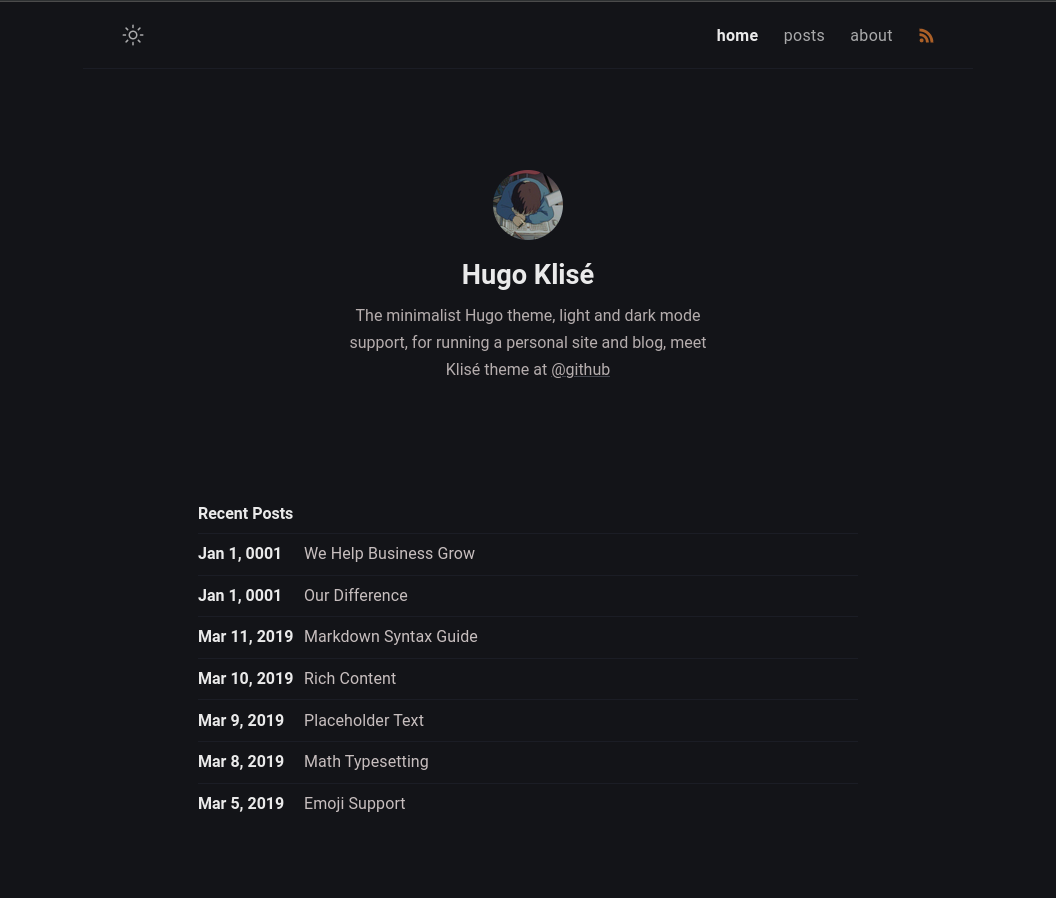 home posts about
Hugo Klisé
The minimalist Hugo theme, light and dark mode
support, for running a personal site and blog, meet
Klisé theme at @github
Recent Posts
Jan 1, 0001 We Help Business Grow
Jan 1, 0001 Our Difference
Mar 11, 2019 Markdown Syntax Guide
Mar 10, 2019 Rich Content
Mar 9, 2019 Placeholder Text
Mar 8, 2019 Math Typesetting
Mar 5, 2019 Emoji Support